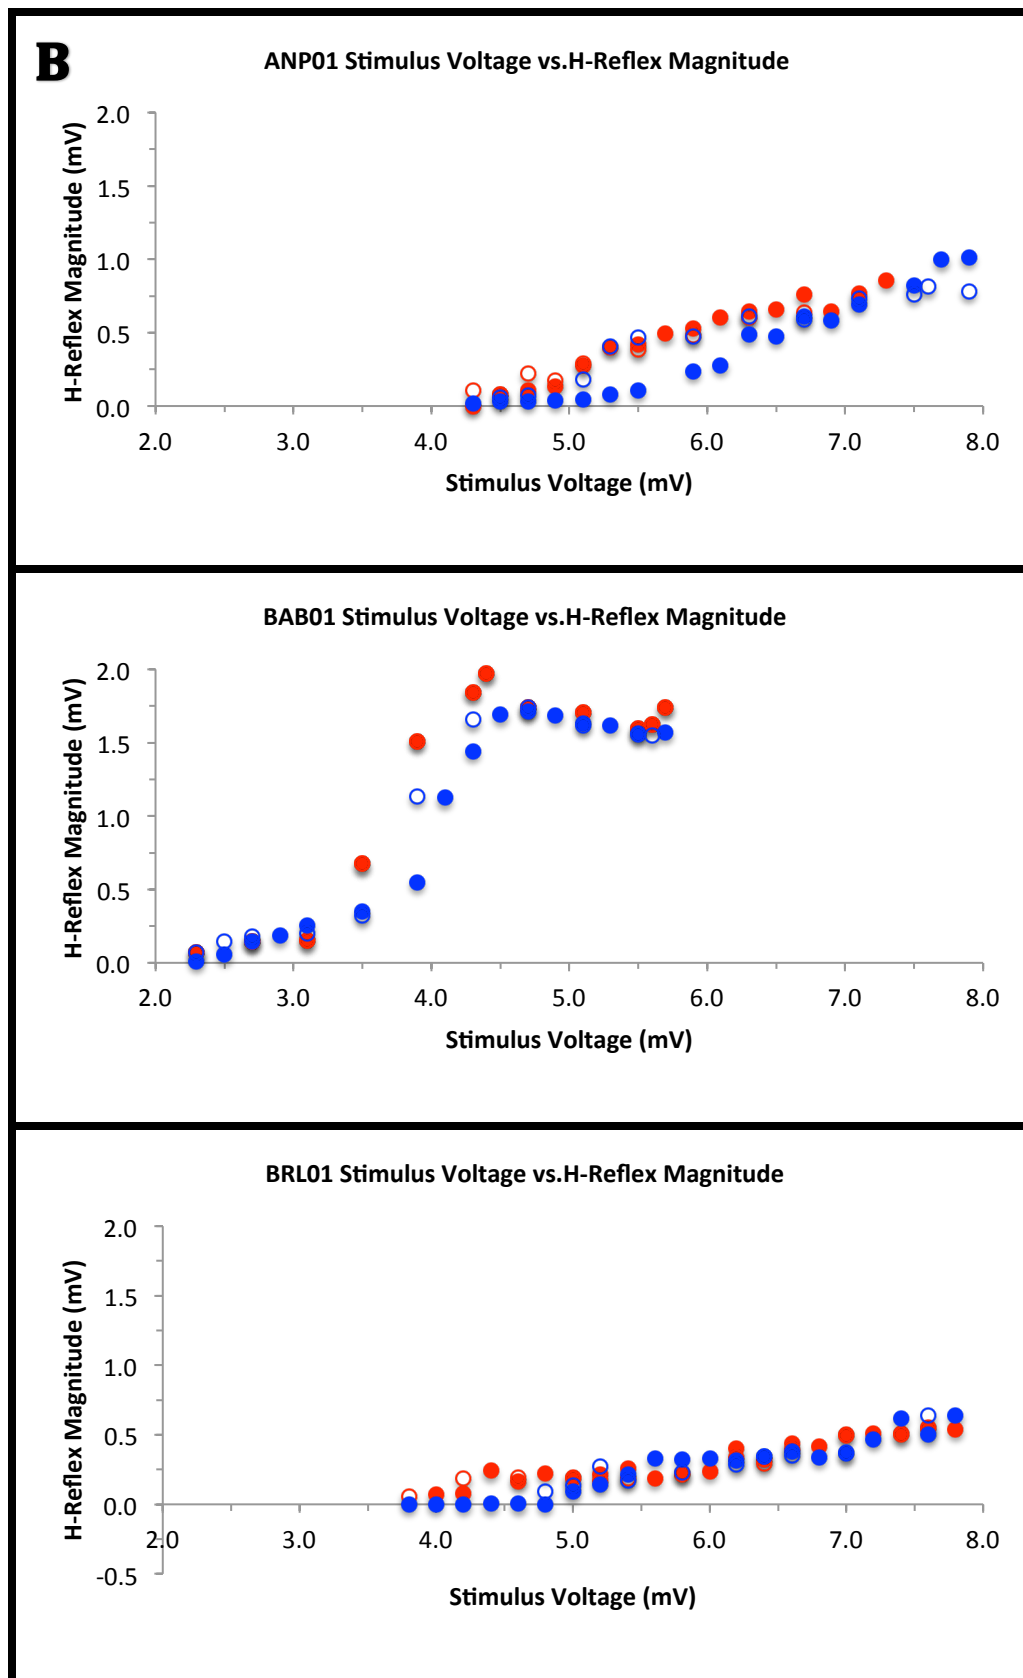 B
ANP01 Stimulus Voltage vs.H-Reflex Magnitude
H-Reflex Magnitude (mV)
2.0
1.5
1.0
0.5
0.0
2.0 3.0 4.0 5.0 6.0 7.0 8.0
Stimulus Voltage (mV)
BAB01 Stimulus Voltage vs.H-Reflex Magnitude
H-Reflex Magnitude (mV)
2.0
1.5
1.0
0.5
0.0
2.0 3.0 4.0 5.0 6.0 7.0 8.0
Stimulus Voltage (mV)
BRL01 Stimulus Voltage vs.H-Reflex Magnitude
H-Reflex Magnitude (mV)
2.0
1.5
1.0
0.5
0.0
2.0 3.0 4.0 5.0 6.0 7.0 8.0
-0.5
Stimulus Voltage (mV)